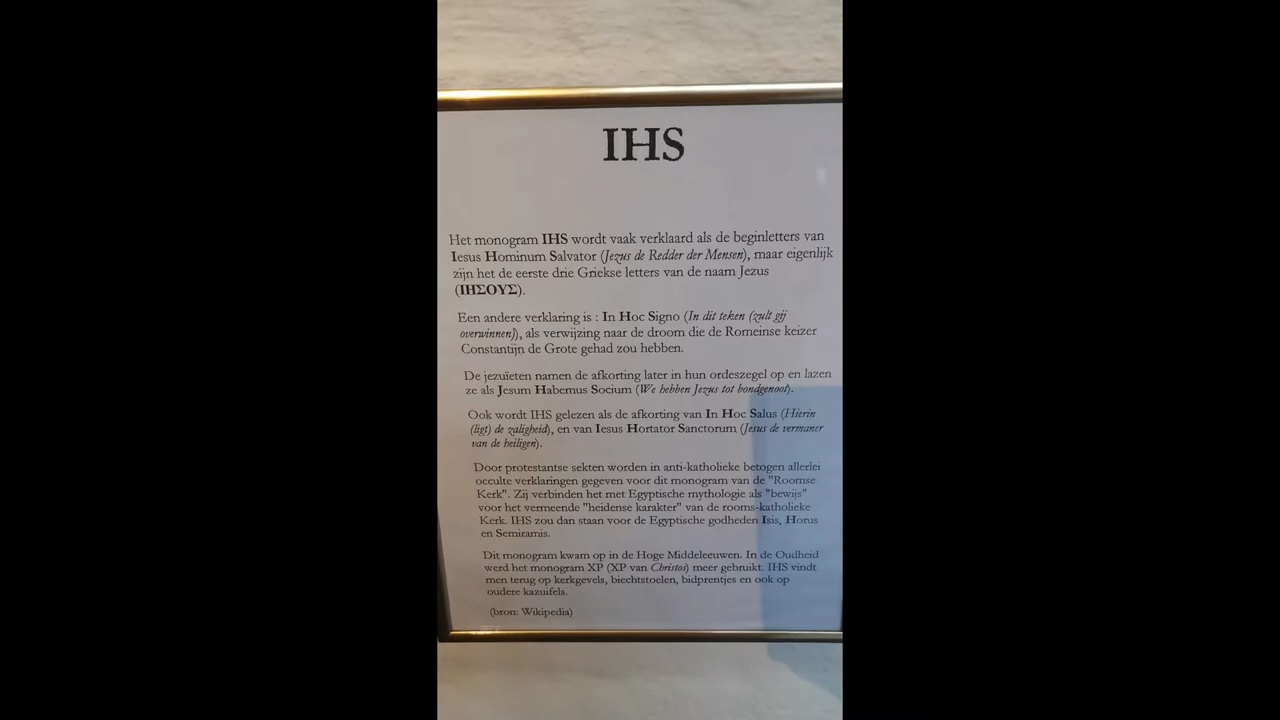 IHS
Het monogram IHS wordt vaak verklaard als de beginletters van
Iesus Hominum Salvator (Jezus de Redder der Mensen), maar eigenlijk
zijn het de eerste drie Griekse letters van de naam Jezus
(ΙΗΣΟΥΣ).
Een andere verklaring is : In Hoc Signo (In dit teken (zult gij
overwinnen)), als verwijzing naar de droom die de Romeinse keizer
Constantijn de Grote gehad zou hebben.
De jezuïeten namen de afkorting later in hun ordeszegel op en lazen
ze als Jesum Habemus Socium (We hebben Jezus tot bondgenoot).
Ook wordt IHS gelezen als de afkorting van In Hoc Salus (Hierin
(ligt) de zaligheid), en van Iesus Hortator Sanctorum (Jesus de vermaner
van de heiligen).
Door protestantse sekten worden in anti-katholieke betogen allerlei
occulte verklaringen gegeven voor dit monogram van de "Roomse
Kerk". Zij verbinden het met Egyptische mythologie als "bewijs"
voor het vermeende "heidense karakter" van de rooms-katholieke
Kerk. IHS zou dan staan voor de Egyptische godheden Isis, Horus
en Semiramis.
Dit monogram kwam op in de Hoge Middeleeuwen. In de Oudheid
werd het monogram XP (XP van Christos) meer gebruikt. IHS vindt
men terug op kerkgevels, biechtstoelen, bidprentjes en ook op
oudere kazuifels.
(bron: Wikipedia)